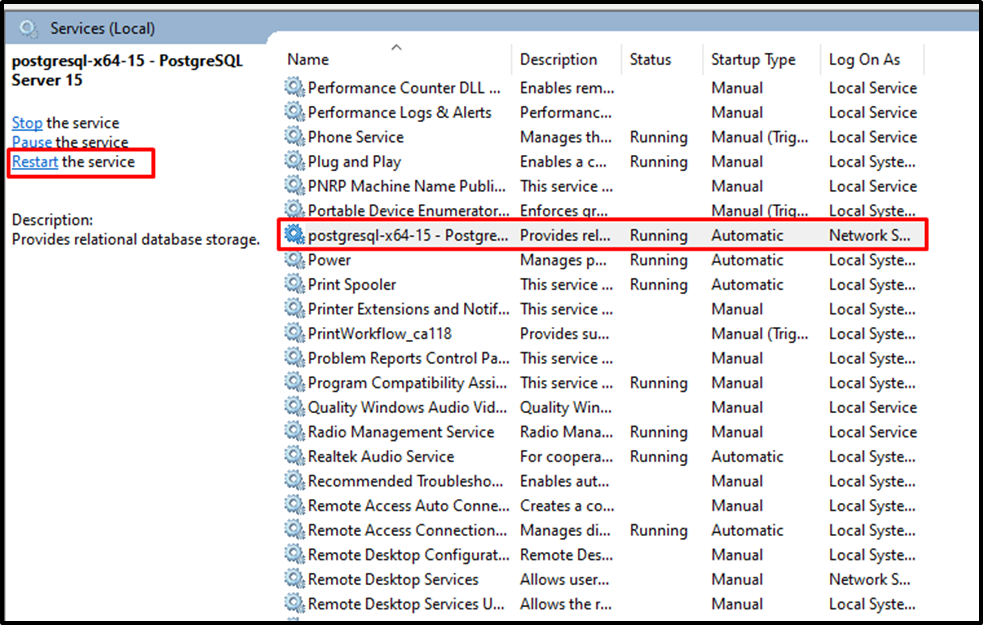 Services (Local)
postgresql-x64-15 - PostgreSQL
Server 15
Stop the service
Pause the service
Restart the service
Description:
Provides relational database storage.
Name Description Status Startup Type Log On As
Performance Counter DLL ... Enables rem... Manual Local Service
Performance Logs & Alerts Performanc... Manual Local Service
Phone Service Manages th... Running Manual (Trig... Local Service
Plug and Play Enables a c... Running Manual Local Syste...
PNRP Machine Name Publi... This service ... Manual Local Service
Portable Device Enumerator... Enforces gr... Manual (Trig... Local Syste...
postgresql-x64-15 - Postgre... Provides rel... Running Automatic Network S...
Power Manages p... Running Automatic Local Syste...
Print Spooler This service ... Running Automatic Local Syste...
Printer Extensions and Notif... This service ... Manual Local Syste...
PrintWorkflow_ca118 Provides su... Manual (Trig... Local Syste...
Problem Reports Control Pa... This service ... Manual Local Syste...
Program Compatibility Assi... This service ... Running Manual Local Syste...
Quality Windows Audio Vid... Quality Win... Manual Local Service
Radio Management Service Radio Mana... Running Manual Local Service
Realtek Audio Service For coopera... Running Automatic Local Syste...
Recommended Troublesho... Enables aut... Manual Local Syste...
Remote Access Auto Conne... Creates a co... Manual Local Syste...
Remote Access Connection... Manages di... Running Automatic Local Syste...
Remote Desktop Configurat... Remote Des... Manual Local Syste...
Remote Desktop Services Allows user... Manual Network S...
Remote Desktop Services U... Allows the r... Manual Local Syste...